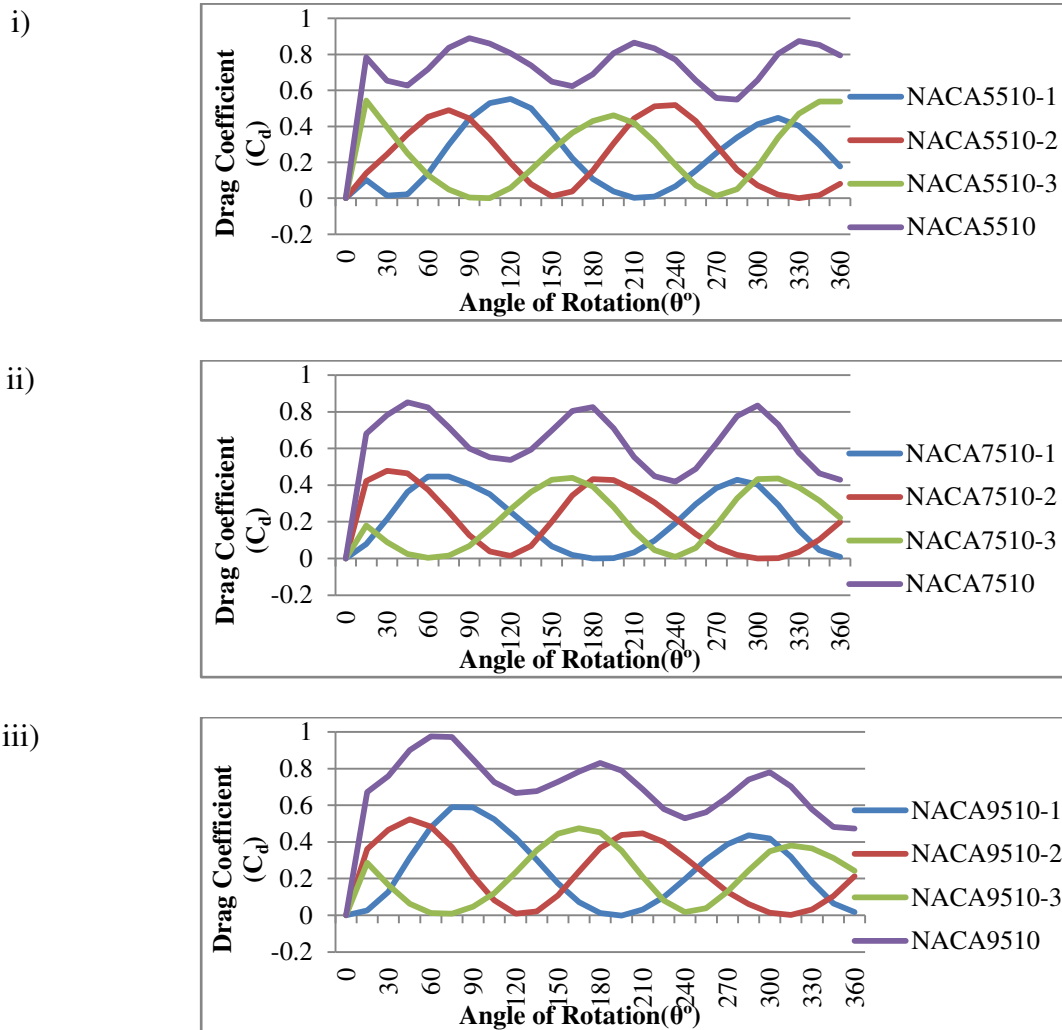 i)
1
0.8
0.6
0.4
0.2
0
-0.2
Drag Coefficient
(Cd)
0 30 60 90 120 150 180 210 240 270 300 330 360
Angle of Rotation(θº)
NACA5510-1
NACA5510-2
NACA5510-3
NACA5510
ii)
1
0.8
0.6
0.4
0.2
0
-0.2
Drag Coefficient
(Cd)
0 30 60 90 120 150 180 210 240 270 300 330 360
Angle of Rotation(θº)
NACA7510-1
NACA7510-2
NACA7510-3
NACA7510
iii)
1
0.8
0.6
0.4
0.2
0
-0.2
Drag Coefficient
(Cd)
0 30 60 90 120 150 180 210 240 270 300 330 360
Angle of Rotation(θº)
NACA9510-1
NACA9510-2
NACA9510-3
NACA9510